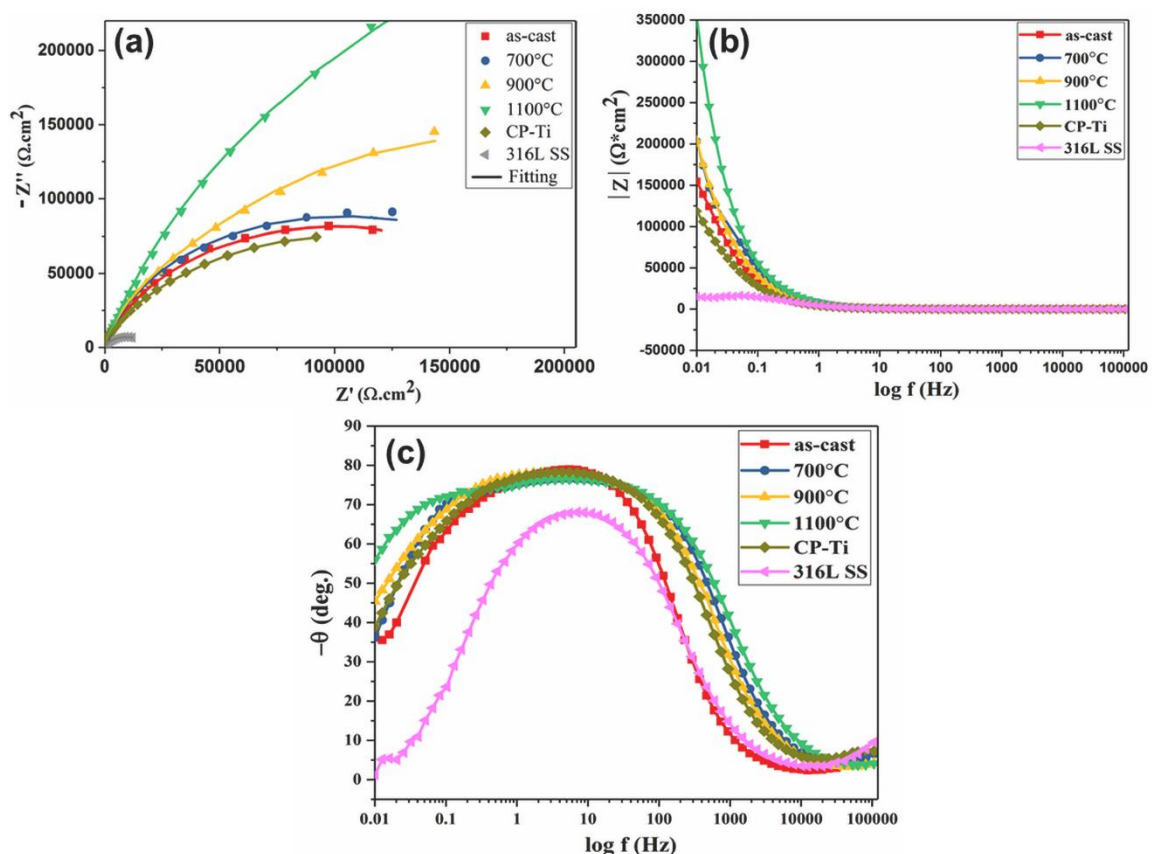 (a)
200000
150000
100000
50000
0
-Z'' (Ω.cm²)
0
50000
100000
150000
200000
Z' (Ω.cm²)
as-cast
700°C
900°C
1100°C
CP-Ti
316L SS
Fitting
(b)
350000
300000
250000
200000
150000
100000
50000
0
-50000
|Z| (Ω*cm²)
0.01
0.1
1
10
100
1000
10000
100000
log f (Hz)
as-cast
700°C
900°C
1100°C
CP-Ti
316L SS
(c)
90
80
70
60
50
40
30
20
10
0
−θ (deg.)
0.01
0.1
1
10
100
1000
10000
100000
log f (Hz)
as-cast
700°C
900°C
1100°C
CP-Ti
316L SS